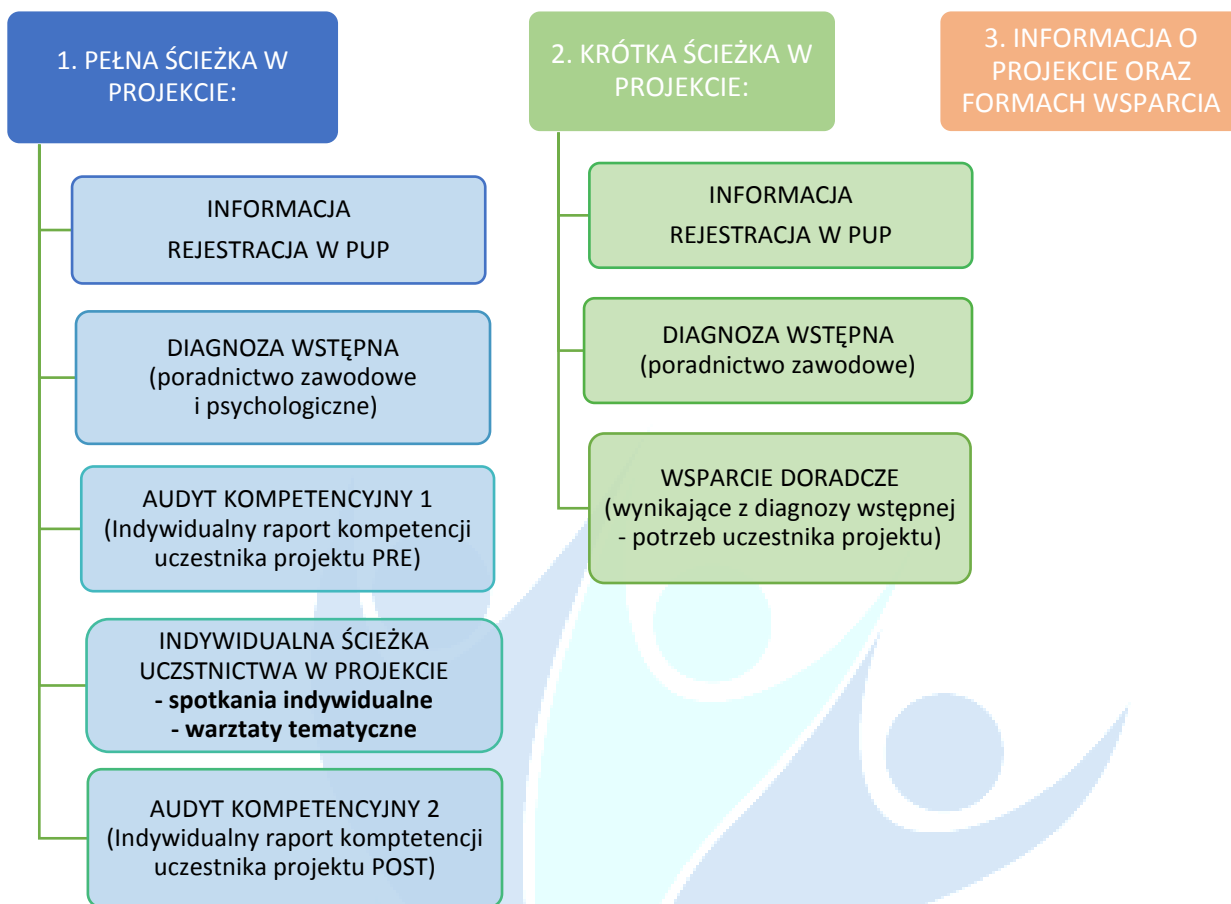 1. PEŁNA ŚCIEŻKA W
PROJEKCIE:
INFORMACJA
REJESTRACJA W PUP
DIAGNOZA WSTĘPNA
(poradnictwo zawodowe
i psychologiczne)
AUDYT KOMPETENCYJNY 1
(Indywidualny raport kompetencji
uczestnika projektu PRE)
INDYWIDUALNA ŚCIEŻKA
UCZSTNICTWA W PROJEKCIE
- spotkania indywidualne
- warztaty tematyczne
AUDYT KOMPETENCYJNY 2
(Indywidualny raport komptetencji
uczestnika projektu POST)
2. KRÓTKA ŚCIEŻKA W
PROJEKCIE:
INFORMACJA
REJESTRACJA W PUP
DIAGNOZA WSTĘPNA
(poradnictwo zawodowe)
WSPARCIE DORADCZE
(wynikające z diagnozy wstępnej
- potrzeb uczestnika projektu)
3. INFORMACJA O
PROJEKCIE ORAZ
FORMACH WSPARCIA